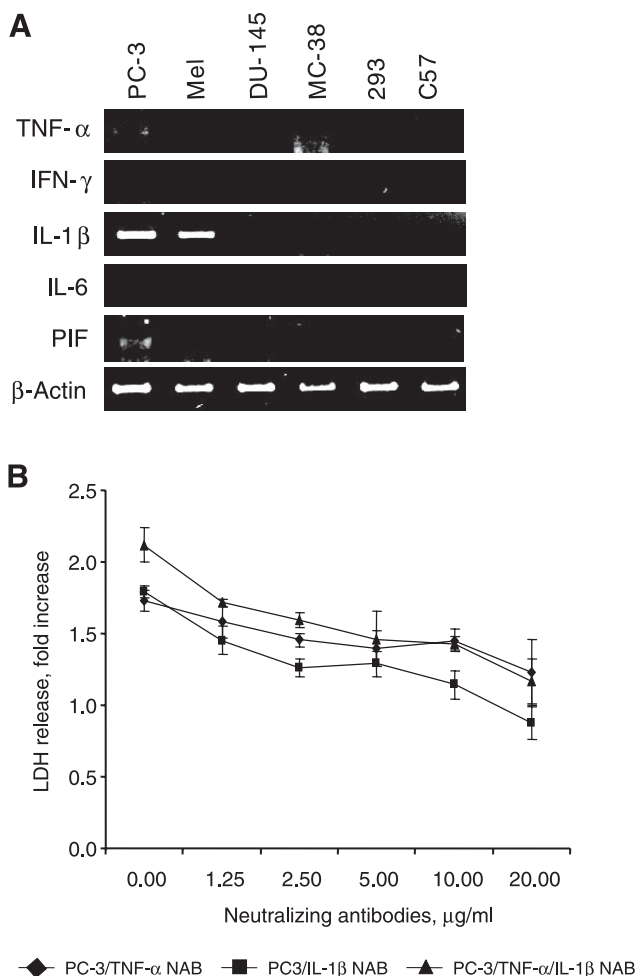 A
PC-3 Mel DU-145 MC-38 293 C57
TNF-α
IFN-γ
IL-1β
IL-6
PIF
β-Actin
B
LDH release, fold increase
2.5
2.0
1.5
1.0
0.5
0.0
0.00 1.25 2.50 5.00 10.00 20.00
Neutralizing antibodies, μg/ml
PC-3/TNF-α NAB PC3/IL-1β NAB PC-3/TNF-α/IL-1β NAB